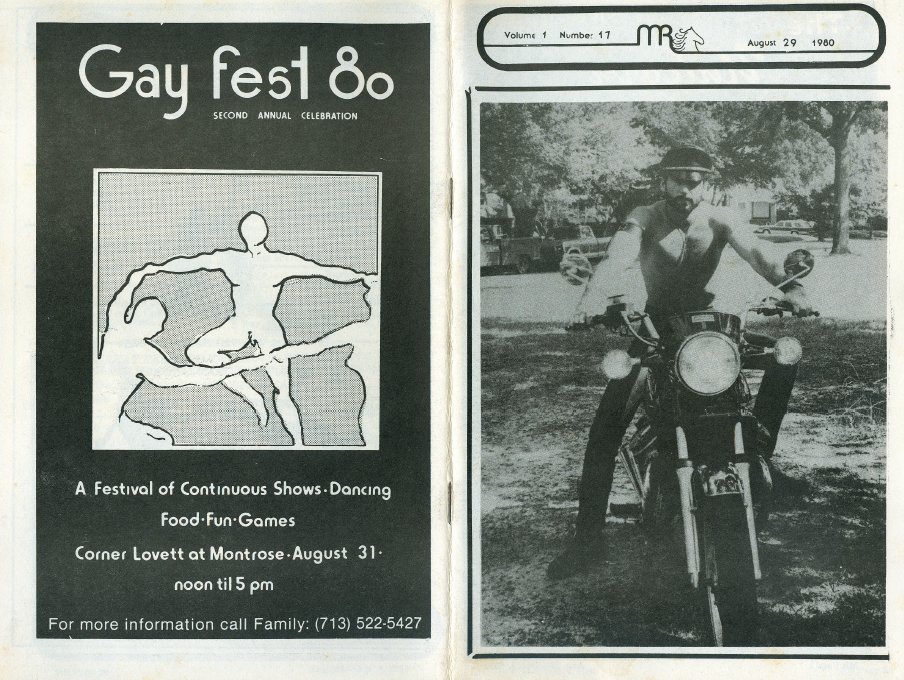 Gay Fest 80
SECOND ANNUAL CELEBRATION
A Festival of Continuous Shows·Dancing
Food·Fun·Games
Corner Lovett at Montrose·August 31·
noon til 5 pm
For more information call Family: (713) 522-5427
Volume 1 Number 17
MR
August 29 1980